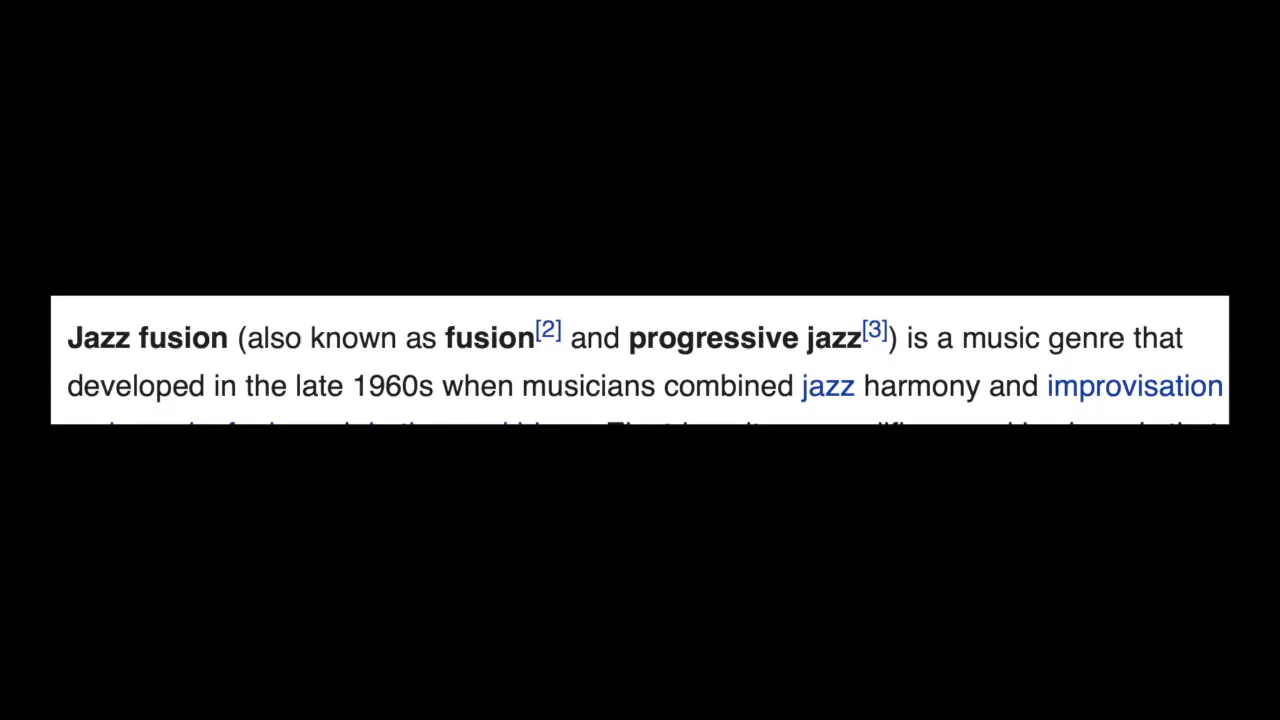 Jazz fusion (also known as fusion[2] and progressive jazz[3]) is a music genre that
developed in the late 1960s when musicians combined jazz harmony and improvisation